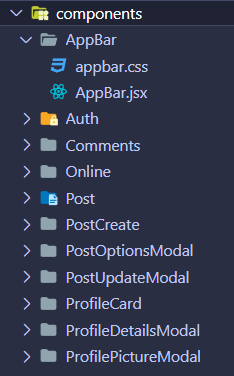 components
AppBar
appbar.css
AppBar.jsx
Auth
Comments
Online
Post
PostCreate
PostOptionsModal
PostUpdateModal
ProfileCard
ProfileDetailsModal
ProfilePictureModal